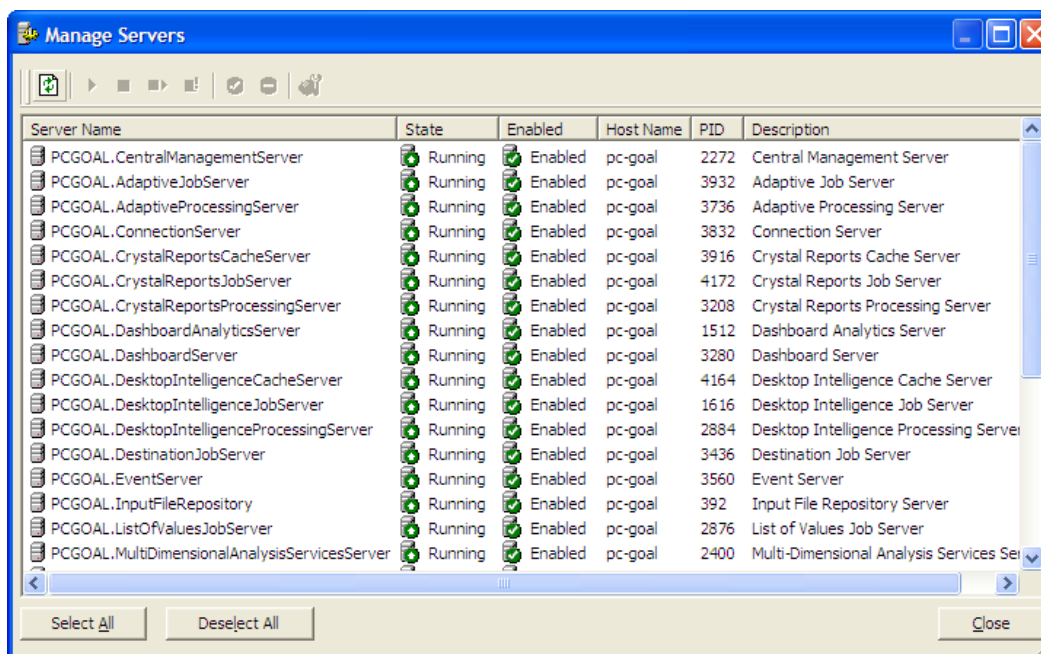 Manage Servers
Server Name State Enabled Host Name PID Description
PCGOAL.CentralManagementServer Running Enabled pc-goal 2272 Central Management Server
PCGOAL.AdaptiveJobServer Running Enabled pc-goal 3932 Adaptive Job Server
PCGOAL.AdaptiveProcessingServer Running Enabled pc-goal 3736 Adaptive Processing Server
PCGOAL.ConnectionServer Running Enabled pc-goal 3832 Connection Server
PCGOAL.CrystalReportsCacheServer Running Enabled pc-goal 3916 Crystal Reports Cache Server
PCGOAL.CrystalReportsJobServer Running Enabled pc-goal 4172 Crystal Reports Job Server
PCGOAL.CrystalReportsProcessingServer Running Enabled pc-goal 3208 Crystal Reports Processing Server
PCGOAL.DashboardAnalyticsServer Running Enabled pc-goal 1512 Dashboard Analytics Server
PCGOAL.DashboardServer Running Enabled pc-goal 3280 Dashboard Server
PCGOAL.DesktopIntelligenceCacheServer Running Enabled pc-goal 4164 Desktop Intelligence Cache Server
PCGOAL.DesktopIntelligenceJobServer Running Enabled pc-goal 1616 Desktop Intelligence Job Server
PCGOAL.DesktopIntelligenceProcessingServer Running Enabled pc-goal 2884 Desktop Intelligence Processing Server
PCGOAL.DestinationJobServer Running Enabled pc-goal 3436 Destination Job Server
PCGOAL.EventServer Running Enabled pc-goal 3560 Event Server
PCGOAL.InputFileRepository Running Enabled pc-goal 392 Input File Repository Server
PCGOAL.ListOfValuesJobServer Running Enabled pc-goal 2876 List of Values Job Server
PCGOAL.MultiDimensionalAnalysisServicesServer Running Enabled pc-goal 2400 Multi-Dimensional Analysis Services Ser
Select All Deselect All Close